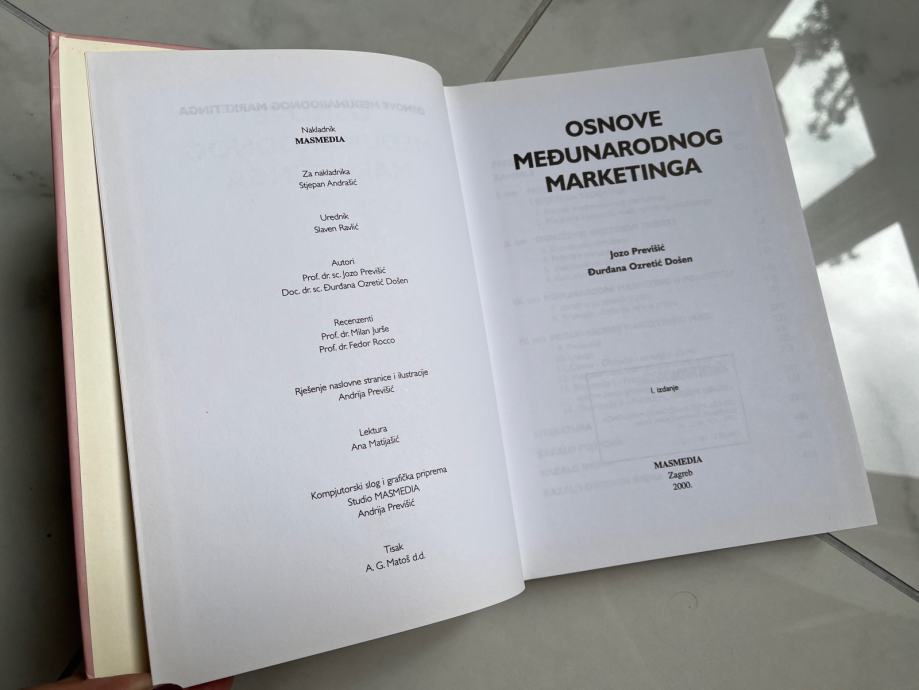 Nakladnik
MASMEDIA
Za nakladnika
Stjepan Andrašić
Urednik
Slaven Ravlić
Autori
Prof. dr. sc. Jozo Previšić
Doc. dr. sc. Đurđana Ozretić Došen
Recenzenti
Prof. dr. Milan Jurše
Prof. dr. Fedor Rocco
Rješenje naslovne stranice i ilustracije
Andrija Previšić
Lektura
Ana Matijašić
Kompjutorski slog i grafička priprema
Studio MASMEDIA
Andrija Previšić
Tisak
A. G. Matoš d.d.
OSNOVE
MEĐUNARODNOG
MARKETINGA
Jozo Previšić
Đurđana Ozretić Došen
I. izdanje
MASMEDIA
Zagreb
2000.